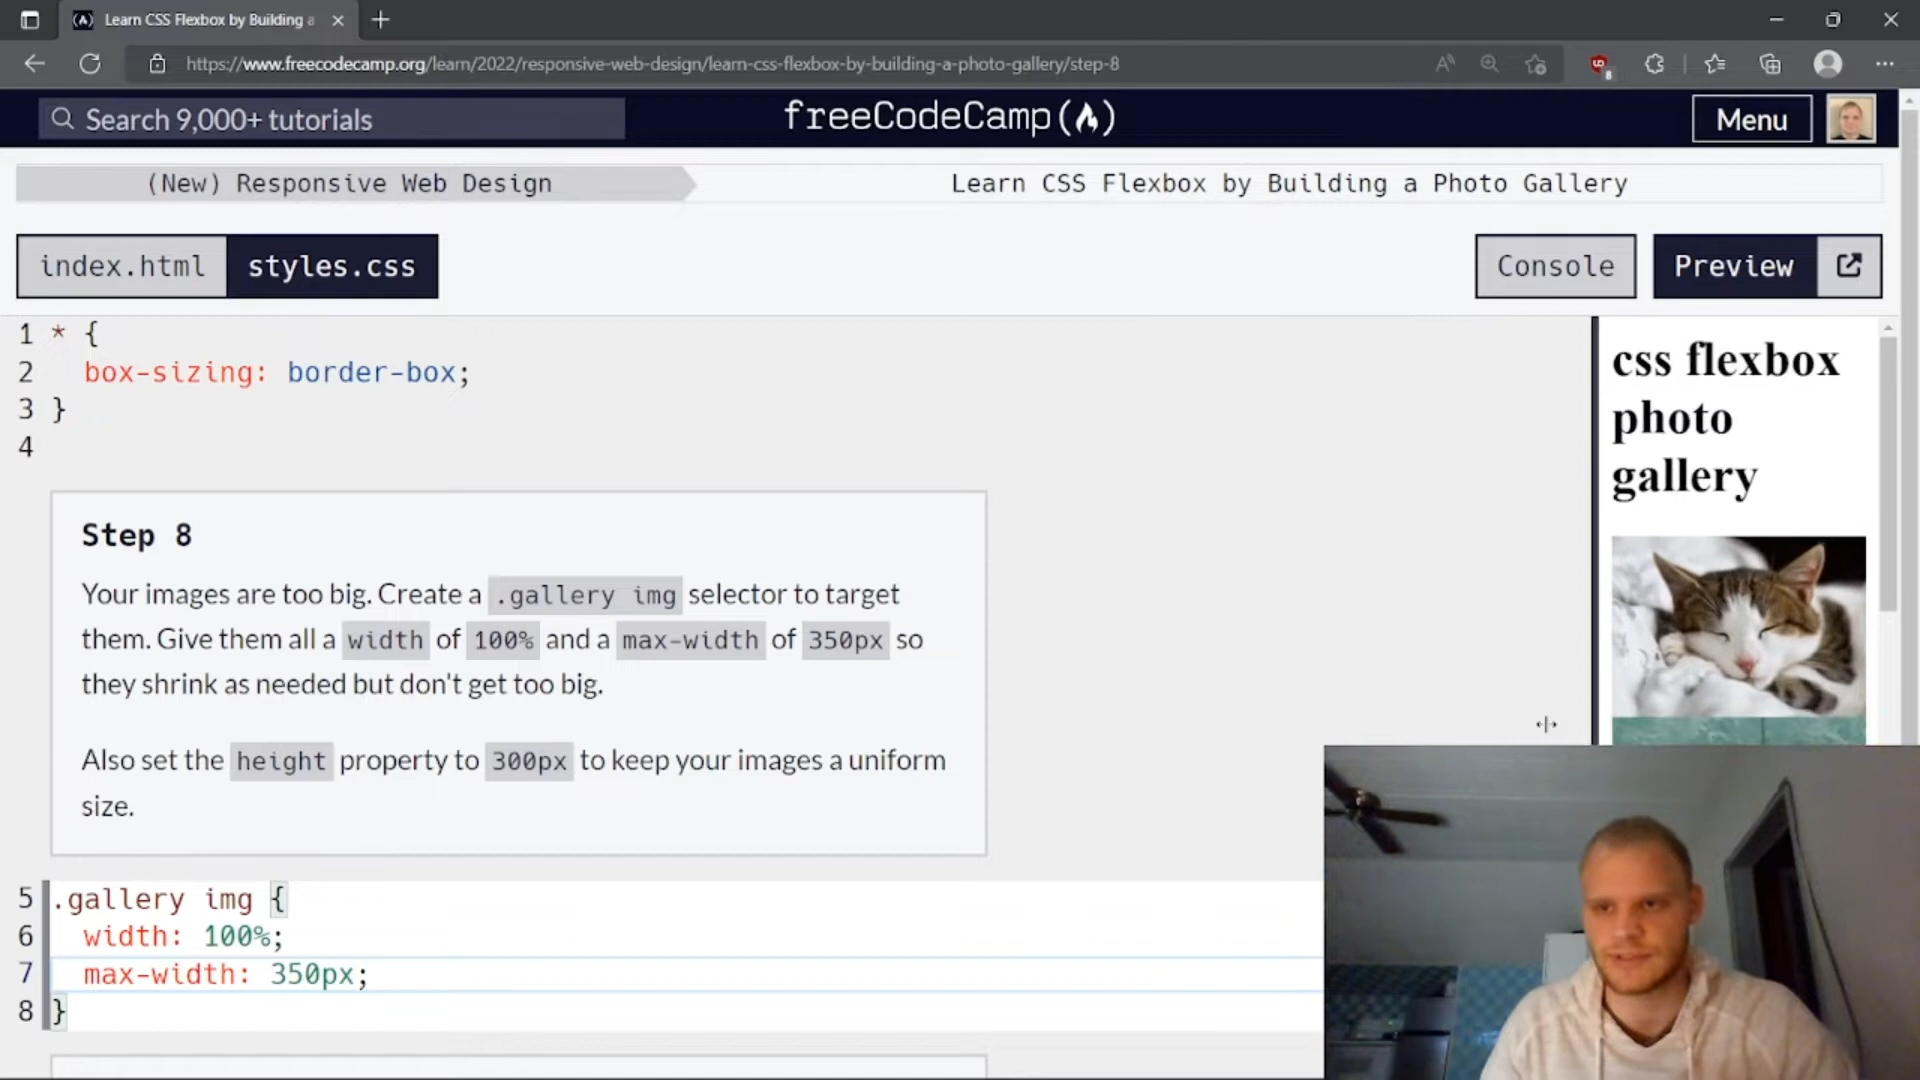 Learn CSS Flexbox by Building a
https://www.freecodecamp.org/learn/2022/responsive-web-design/learn-css-flexbox-by-building-a-photo-gallery/step-8
8
Search 9,000+ tutorials
freeCodeCamp(🔥)
Menu
(New) Responsive Web Design
Learn CSS Flexbox by Building a Photo Gallery
index.html
styles.css
Console
Preview
1 * {
2 box-sizing: border-box;
3 }
4
css flexbox
photo
gallery
Step 8
Your images are too big. Create a .gallery img selector to target
them. Give them all a width of 100% and a max-width of 350px so
they shrink as needed but don't get too big.
Also set the height property to 300px to keep your images a uniform
size.
5 .gallery img {
6 width: 100%;
7 max-width: 350px;
8 }